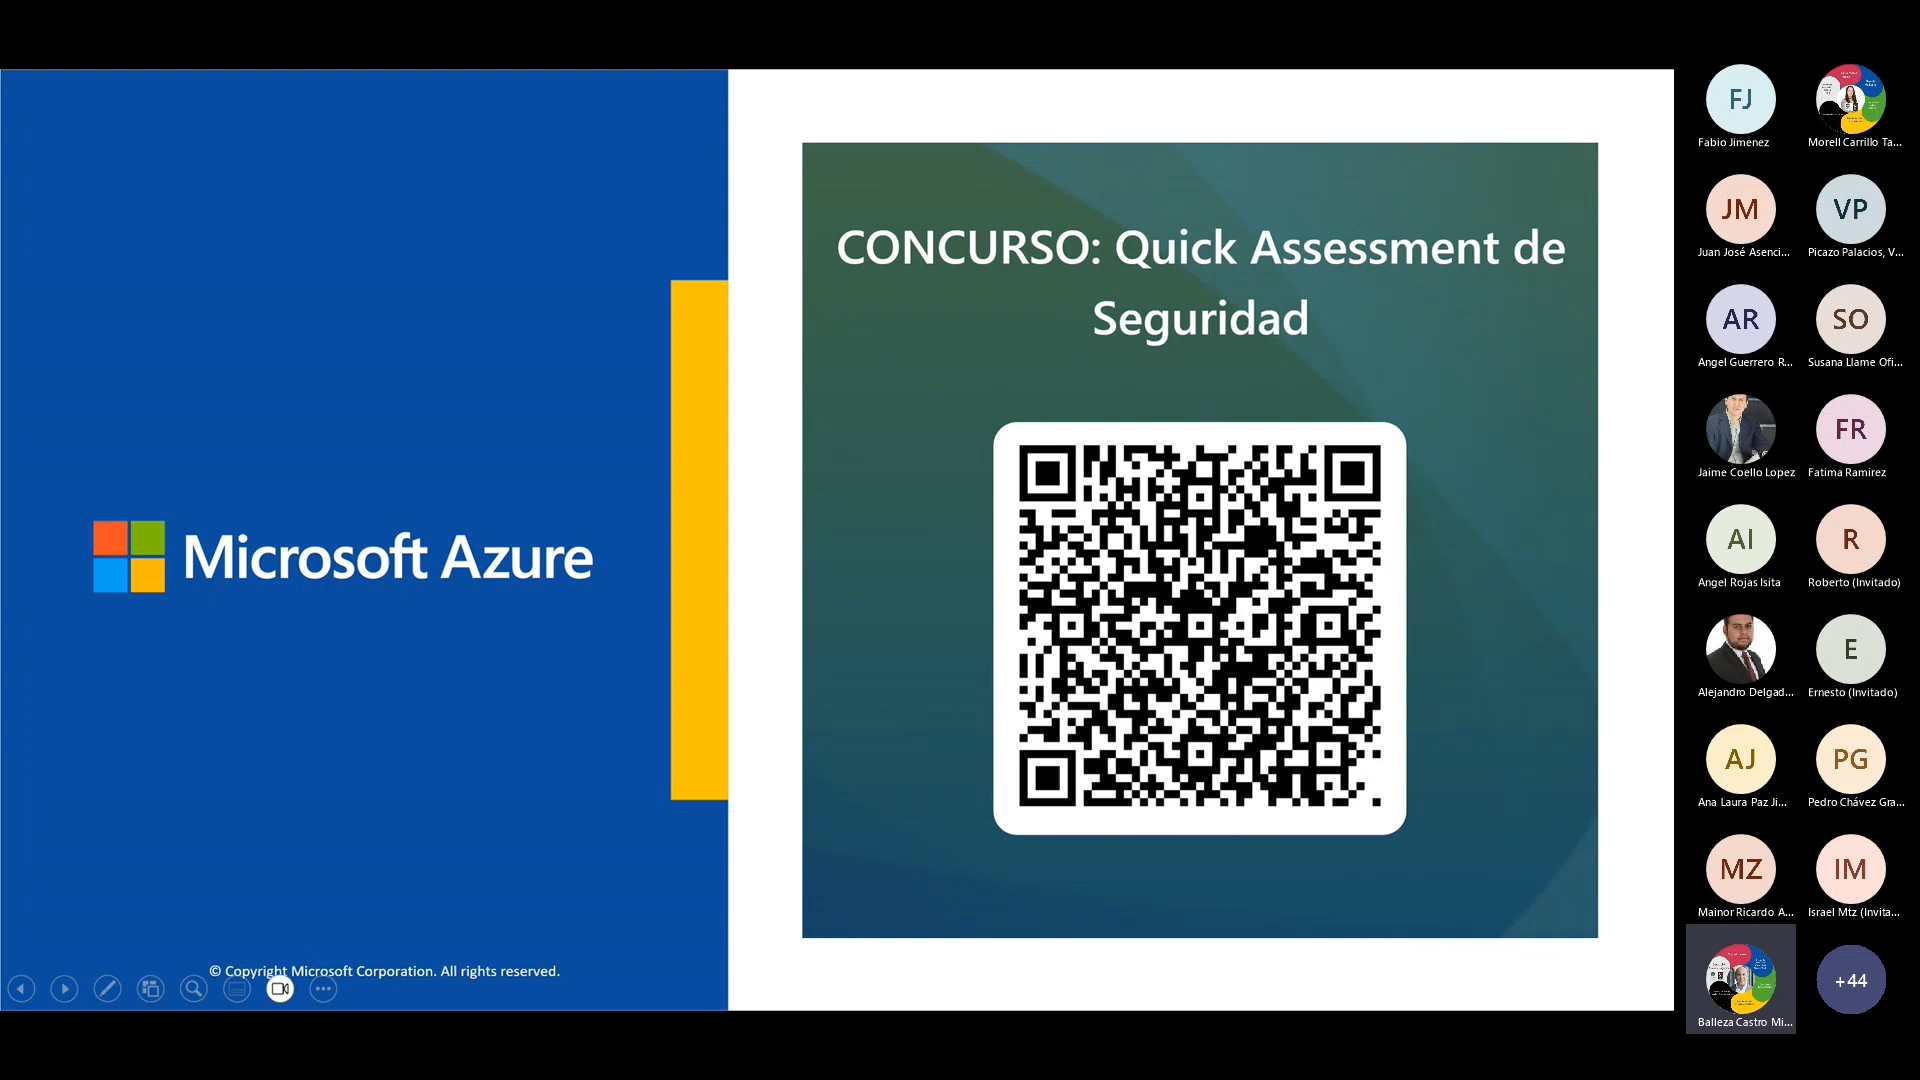 Microsoft Azure
© Copyright Microsoft Corporation. All rights reserved.
CONCURSO: Quick Assessment de
Seguridad
FJ
Fabio Jimenez
Morell Carrillo Ta...
JM
Juan José Asenci...
VP
Picazo Palacios, V...
AR
Angel Guerrero R...
SO
Susana Llame Ofi...
Jaime Coello Lopez
FR
Fatima Ramirez
AI
Angel Rojas Isita
R
Roberto (Invitado)
Alejandro Delgad...
E
Ernesto (Invitado)
AJ
Ana Laura Paz Ji...
PG
Pedro Chávez Gra...
MZ
Mainor Ricardo A...
IM
Israel Mtz (Invita...
Balleza Castro Mi...
+44